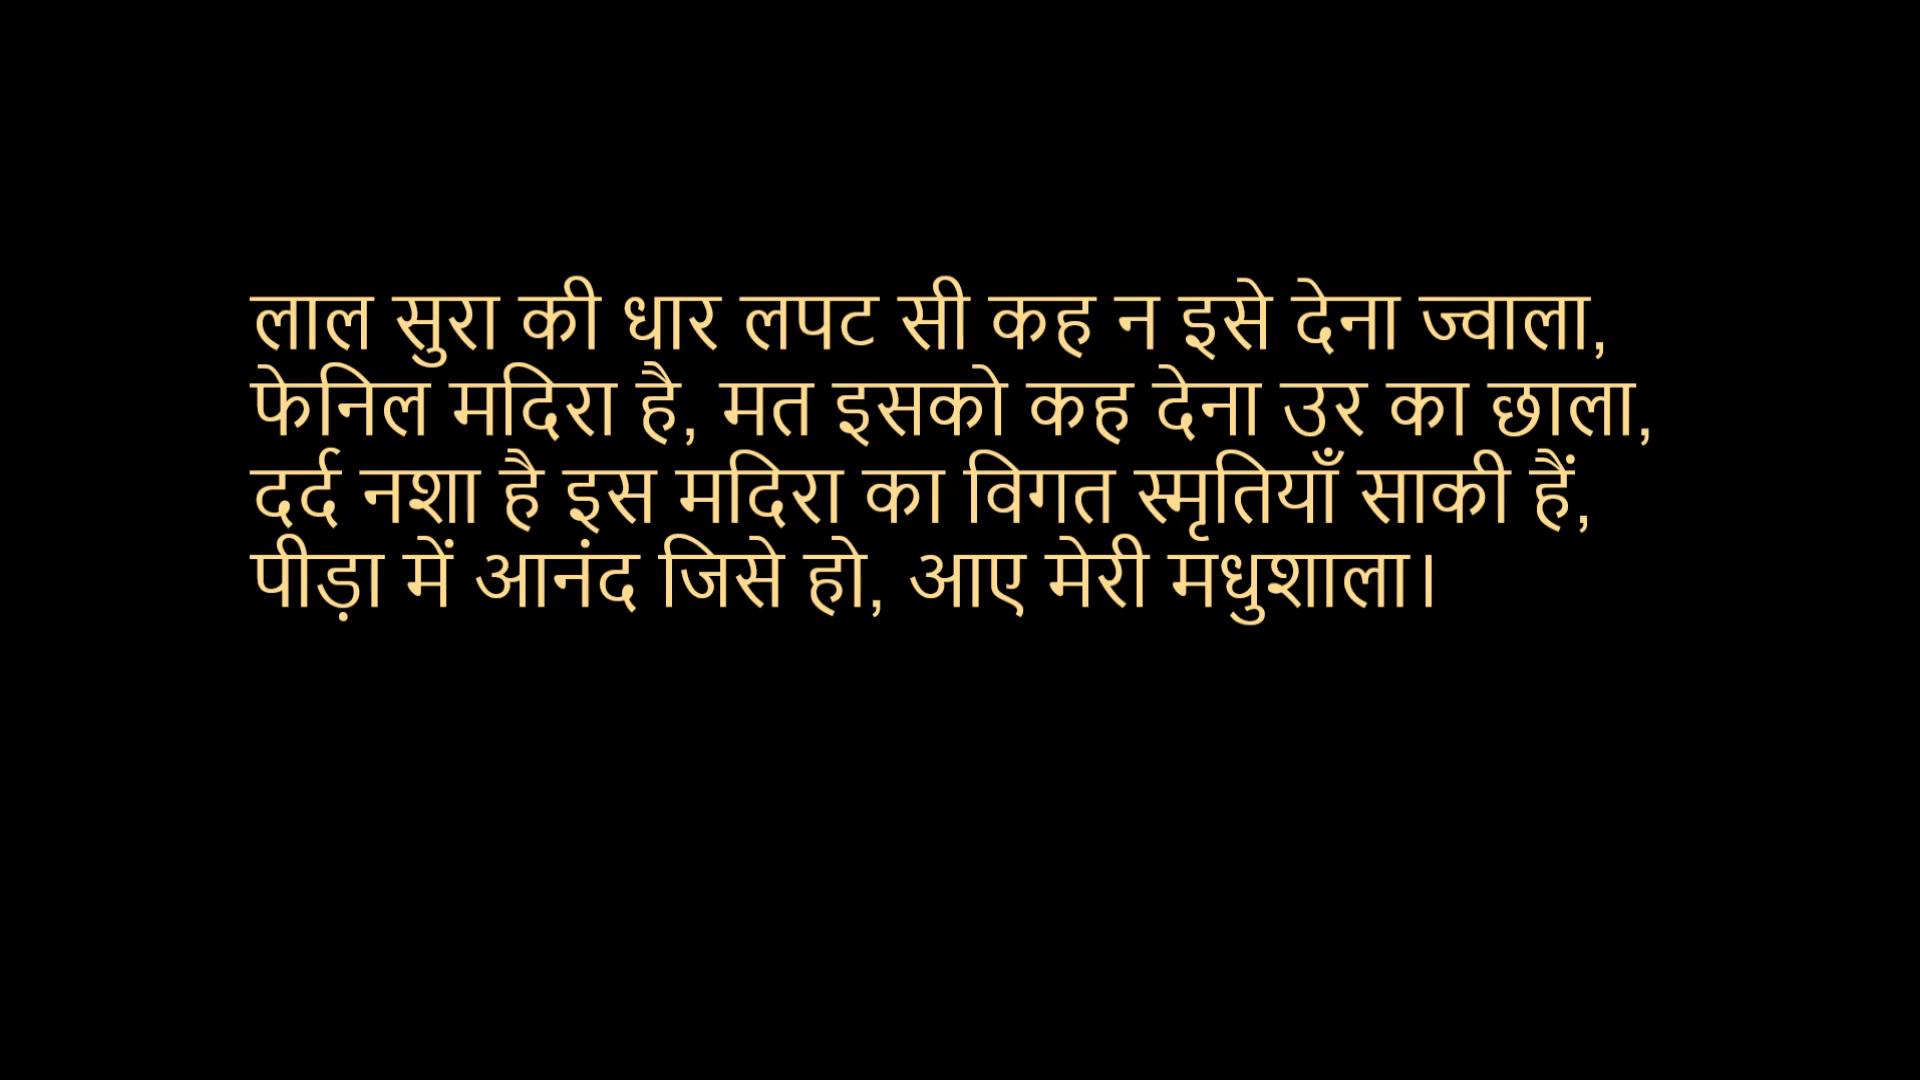 लाल सुरा की धार लपट सी कह न इसे देना ज्वाला,
फेनिल मदिरा है, मत इसको कह देना उर का छाला,
दर्द नशा है इस मदिरा का विगत स्मृतियाँ साकी हैं,
पीड़ा में आनंद जिसे हो, आए मेरी मधुशाला।